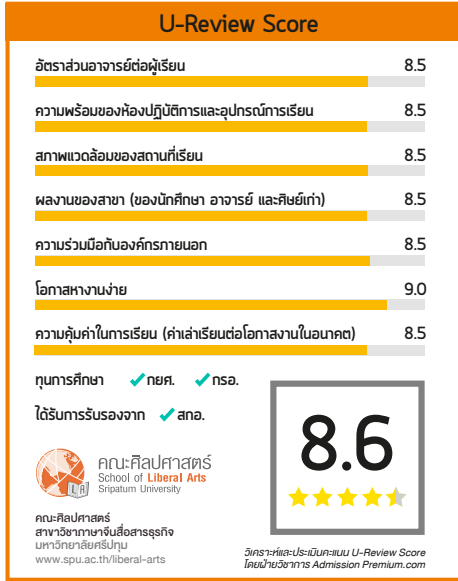 U-Review Score
อัตราส่วนอาจารย์ต่อผู้เรียน 8.5
ความพร้อมของห้องปฏิบัติการและอุปกรณ์การเรียน 8.5
สภาพแวดล้อมของสถานที่เรียน 8.5
ผลงานของสาขา (ของนักศึกษา อาจารย์ และศิษย์เก่า) 8.5
ความร่วมมือกับองค์กรภายนอก 8.5
โอกาสหางานง่าย 9.0
ความคุ้มค่าในการเรียน (ค่าเล่าเรียนต่อโอกาสงานในอนาคต) 8.5
ทุนการศึกษา ✓กยศ. ✓กรอ.
ได้รับการรับรองจาก ✓สกอ.
8.6
LA
คณะศิลปศาสตร์
School of Liberal Arts
Sripatum University
คณะศิลปศาสตร์
สาขาวิชาภาษาจีนสื่อสารธุรกิจ
มหาวิทยาลัยศรีปทุม
www.spu.ac.th/liberal-arts
วิเคราะห์และประเมินคะแนน U-Review Score
โดยฝ่ายวิชาการ Admission Premium.com